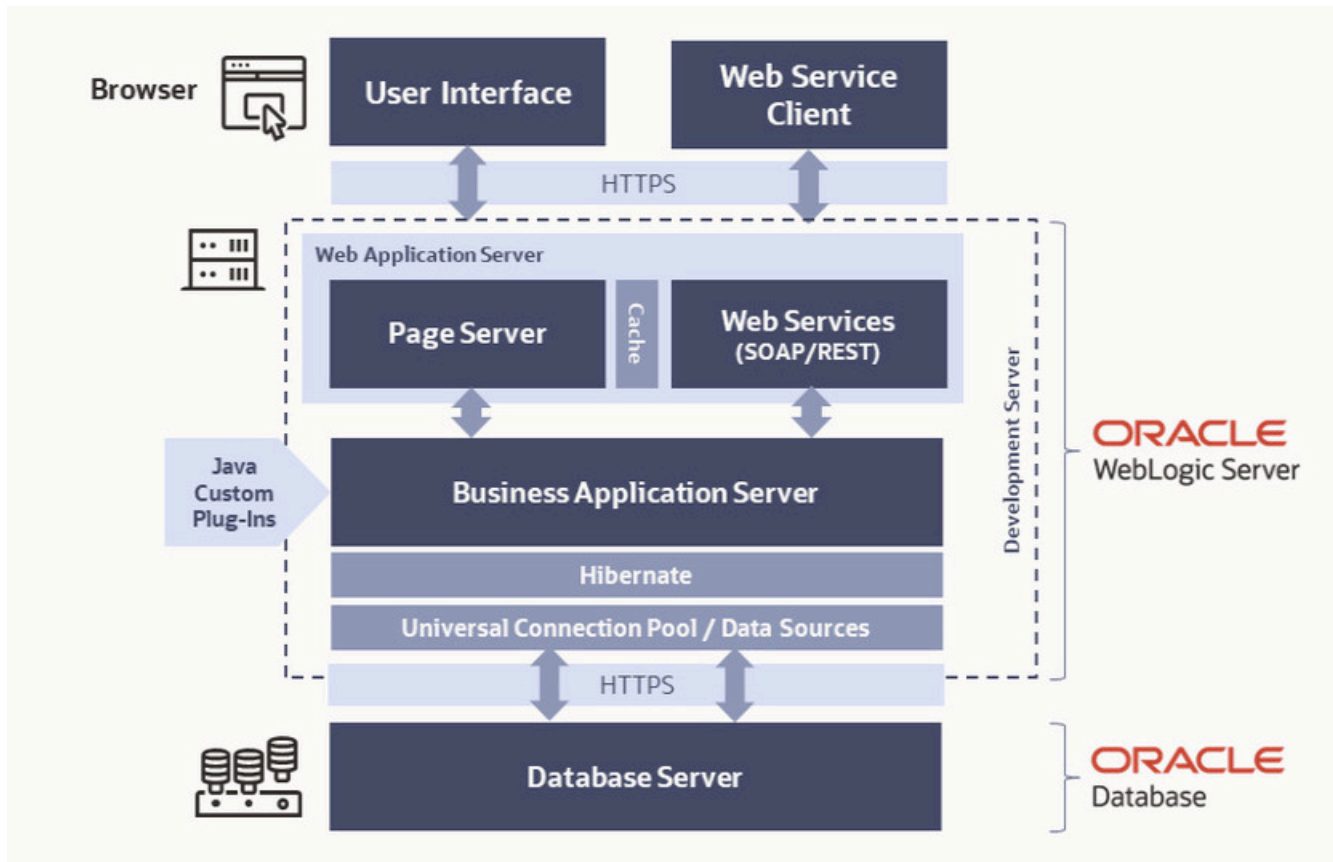 Browser
User Interface
Web Service
Client
HTTPS
Web Application Server
Page Server
Cache
Web Services
(SOAP/REST)
Development Server
Java
Custom
Plug-Ins
Business Application Server
ORACLE
WebLogic Server
Hibernate
Universal Connection Pool / Data Sources
HTTPS
Database Server
ORACLE
Database